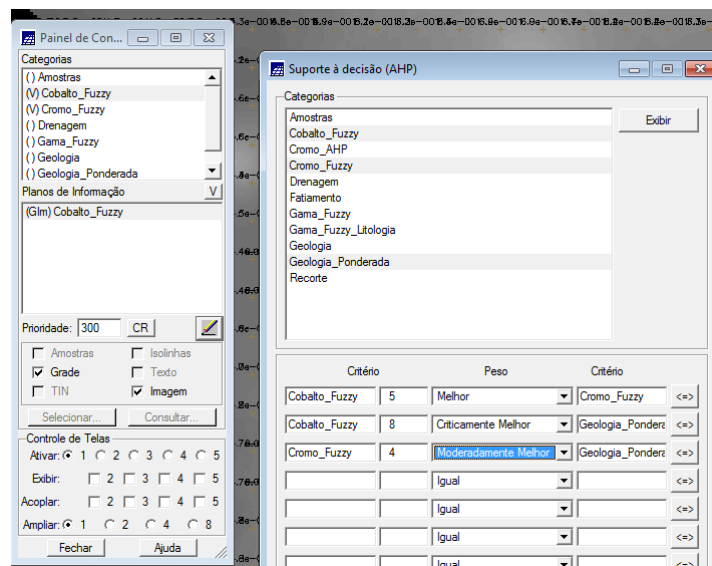 Painel de Con...
Categorias
( ) Amostras
(V) Cobalto_Fuzzy
(V) Cromo_Fuzzy
( ) Drenagem
( ) Gama_Fuzzy
( ) Geologia
( ) Geologia_Ponderada
Planos de Informação V
(GIm) Cobalto_Fuzzy
Prioridade: 300 CR
Amostras Isolinhas
Grade Texto
TIN Imagem
Selecionar... Consultar...
Controle de Telas
Ativar: 1 2 3 4 5
Exibir: 2 3 4 5
Acoplar: 2 3 4 5
Ampliar: 1 2 4 8
Fechar Ajuda
Suporte à decisão (AHP)
Categorias
Exibir
Amostras
Cobalto_Fuzzy
Cromo_AHP
Cromo_Fuzzy
Drenagem
Fatiamento
Gama_Fuzzy
Gama_Fuzzy_Litologia
Geologia
Geologia_Ponderada
Recorte
Critério Peso Critério
Cobalto_Fuzzy 5 Melhor Cromo_Fuzzy <=>
Cobalto_Fuzzy 8 Criticamente Melhor Geologia_Pondera <=>
Cromo_Fuzzy 4 Moderadamente Melhor Geologia_Pondera <=>
Igual <=>
Igual <=>
Igual <=>
Igual <=>